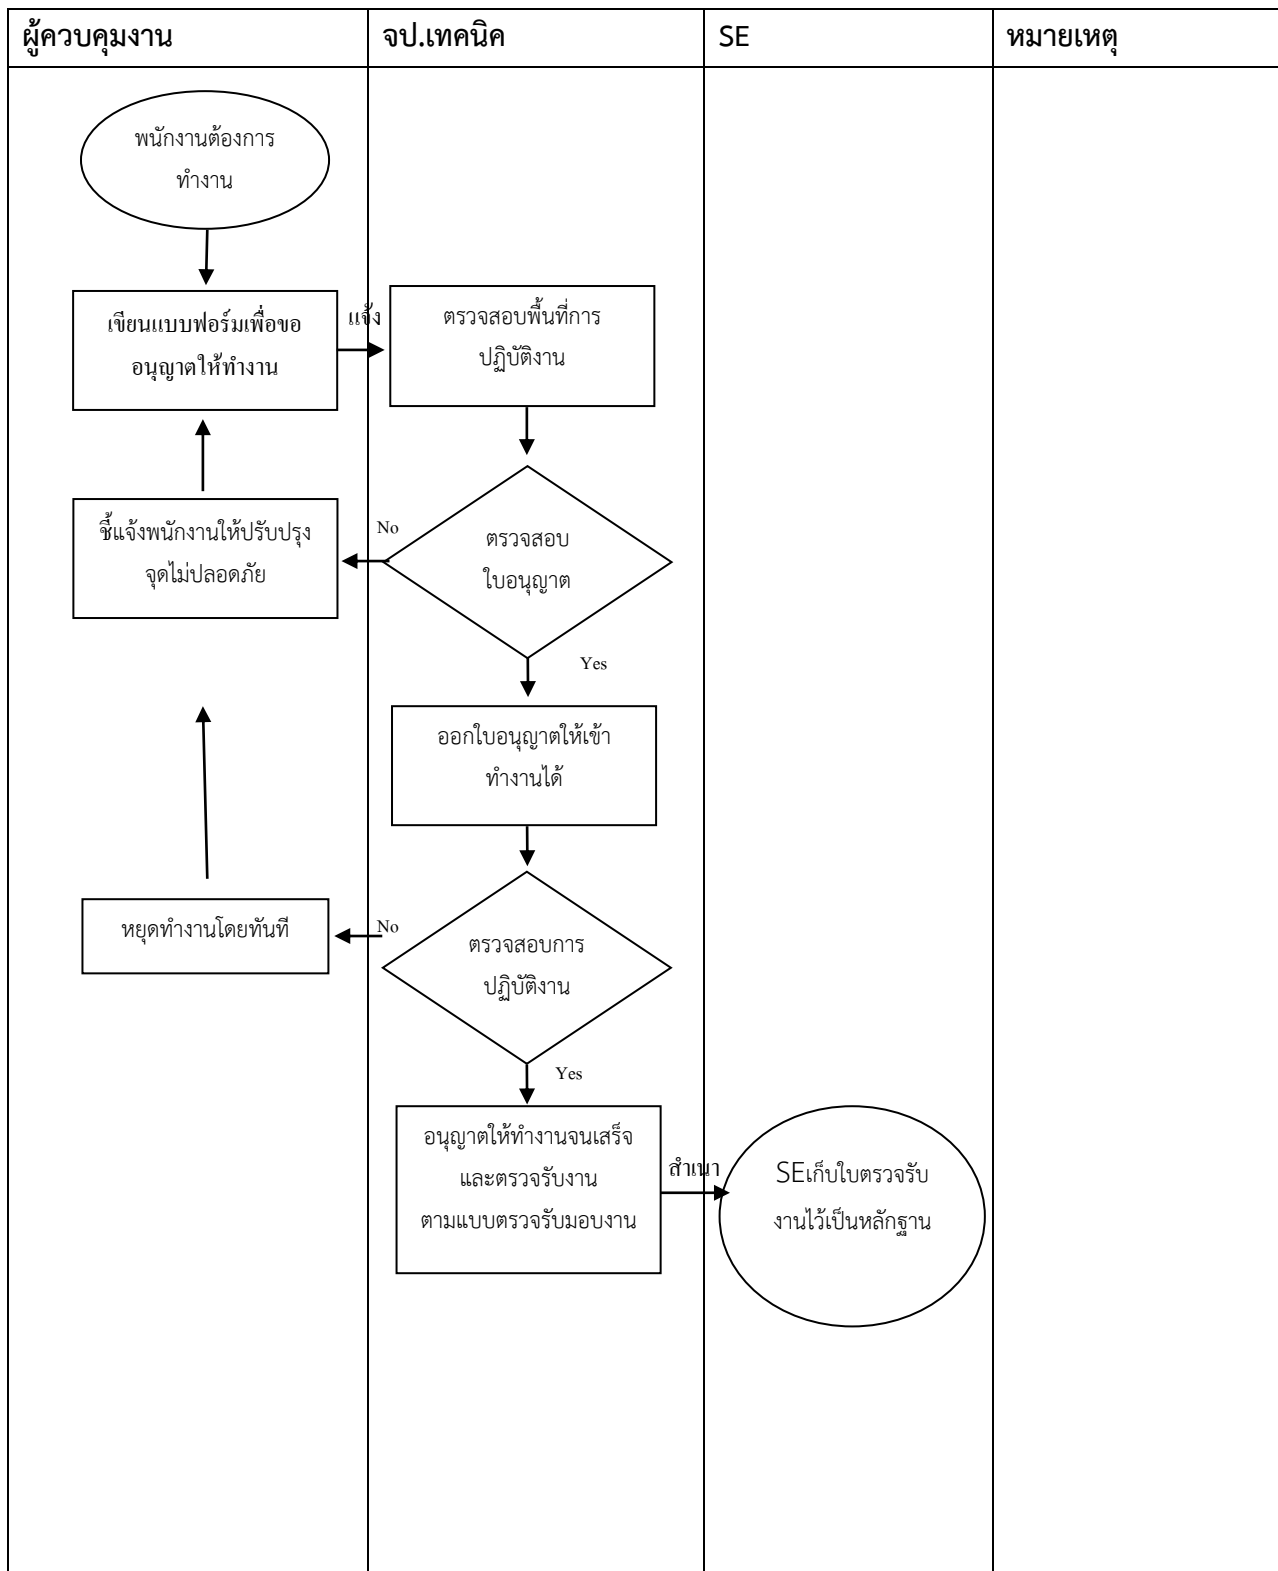 ผู้ควบคุมงาน
จป.เทคนิค
SE
หมายเหตุ
พนักงานต้องการ
ทำงาน
เขียนแบบฟอร์มเพื่อขอ
อนุญาตให้ทำงาน
แจ้ง
ตรวจสอบพื้นที่การ
ปฏิบัติงาน
ชี้แจ้งพนักงานให้ปรับปรุง
จุดไม่ปลอดภัย
No
ตรวจสอบ
ใบอนุญาต
Yes
ออกใบอนุญาตให้เข้า
ทำงานได้
หยุดทำงานโดยทันที
No
ตรวจสอบการ
ปฏิบัติงาน
Yes
อนุญาตให้ทำงานจนเสร็จ
และตรวจรับงาน
ตามแบบตรวจรับมอบงาน
สำเนา
SEเก็บใบตรวจรับ
งานไว้เป็นหลักฐาน